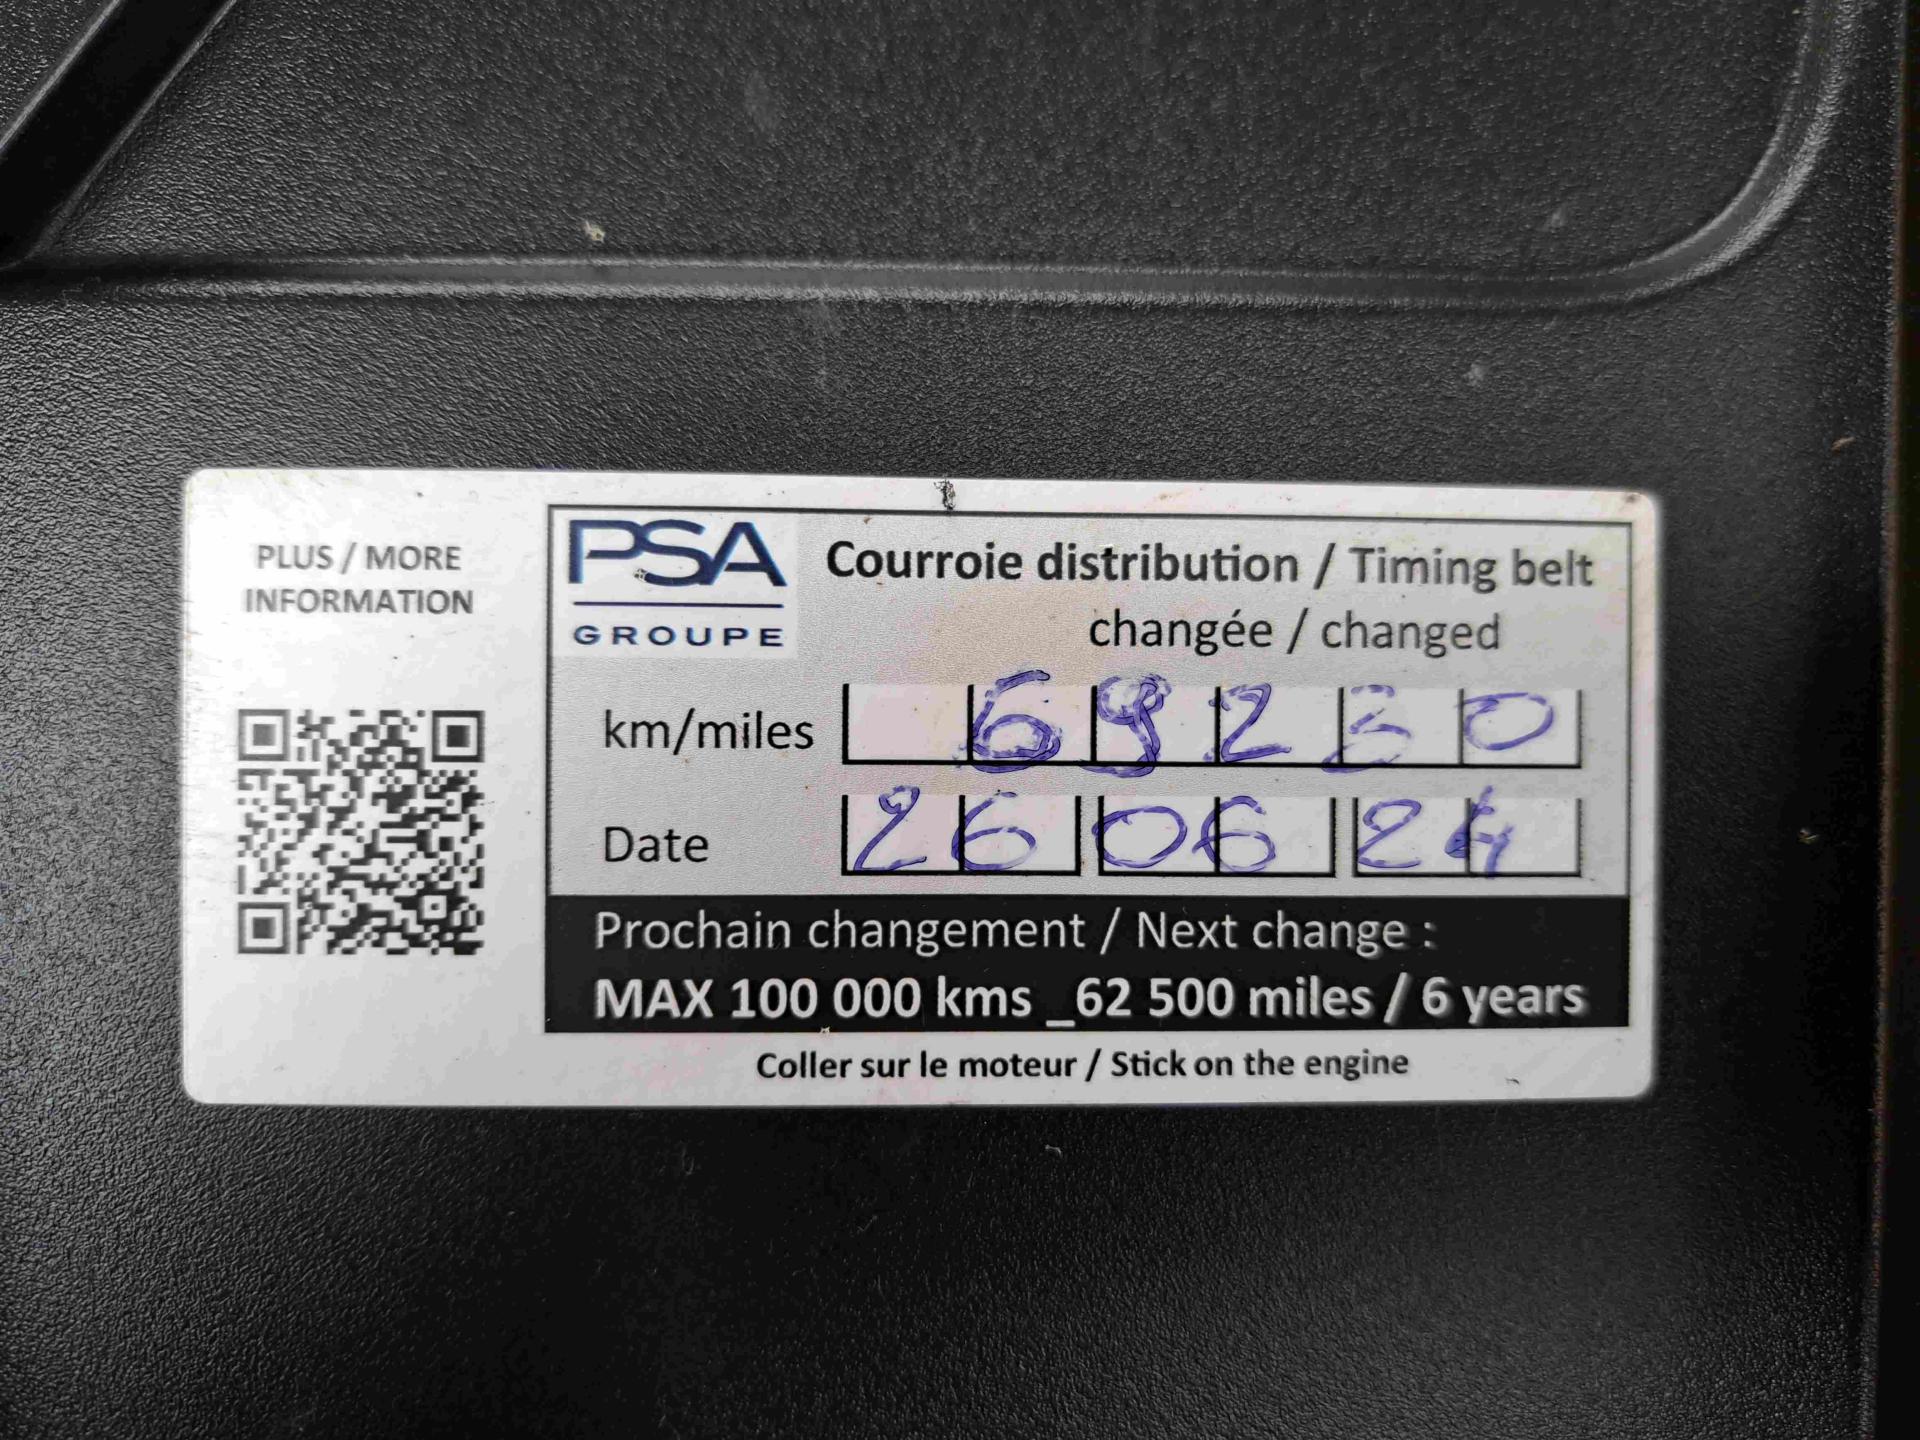 PLUS / MORE
INFORMATION
PSA
GROUPE
Courroie distribution / Timing belt
changée / changed
km/miles 69230
Date 26 06 24
Prochain changement / Next change :
MAX 100 000 kms _62 500 miles / 6 years
Coller sur le moteur / Stick on the engine